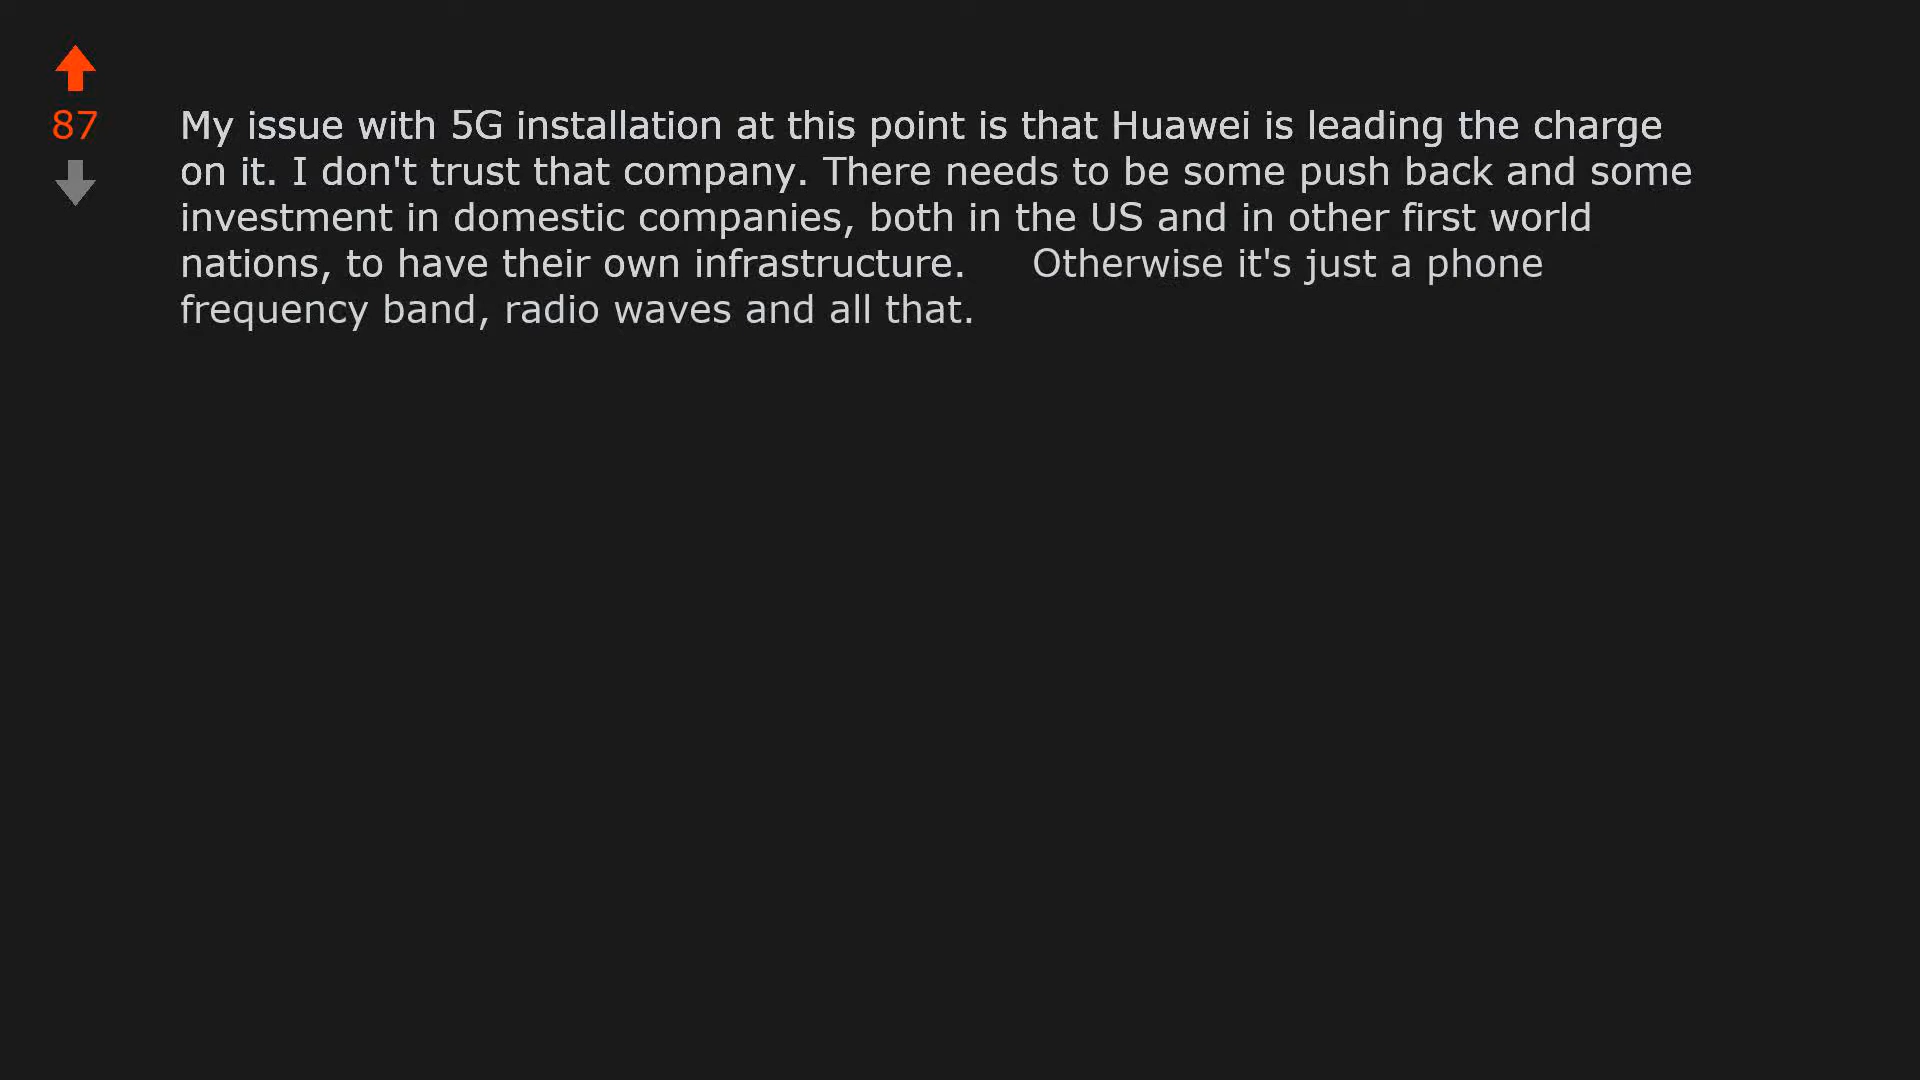 87
My issue with 5G installation at this point is that Huawei is leading the charge
on it. I don't trust that company. There needs to be some push back and some
investment in domestic companies, both in the US and in other first world
nations, to have their own infrastructure. Otherwise it's just a phone
frequency band, radio waves and all that.